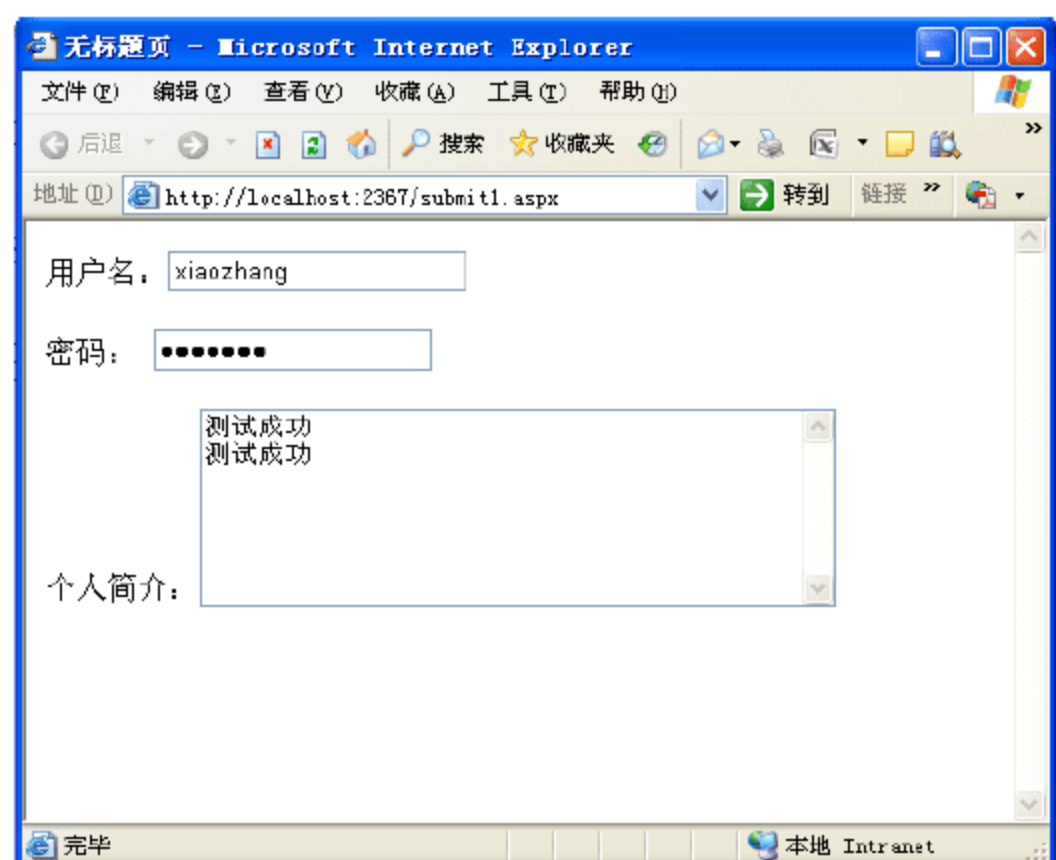 无标题页 - Microsoft Internet Explorer
文件(F) 编辑(E) 查看(V) 收藏(A) 工具(T) 帮助(H)
后退 搜索 收藏夹 »
地址(D) http://localhost:2367/submit1.aspx 转到 链接 »
用户名：xiaozhang
密码：●●●●●●●
测试成功
测试成功
个人简介：
完毕 本地 Intranet